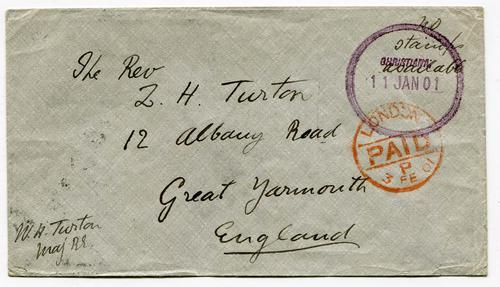 no
stamps
available
CHRISTIANA
11 JAN 01
The Rev
Z. H. Turton
12 Albany Road
Great Yarmouth
England
LONDON
PAID
P
3 FE 01
W. H. Turton
Maj R.E.